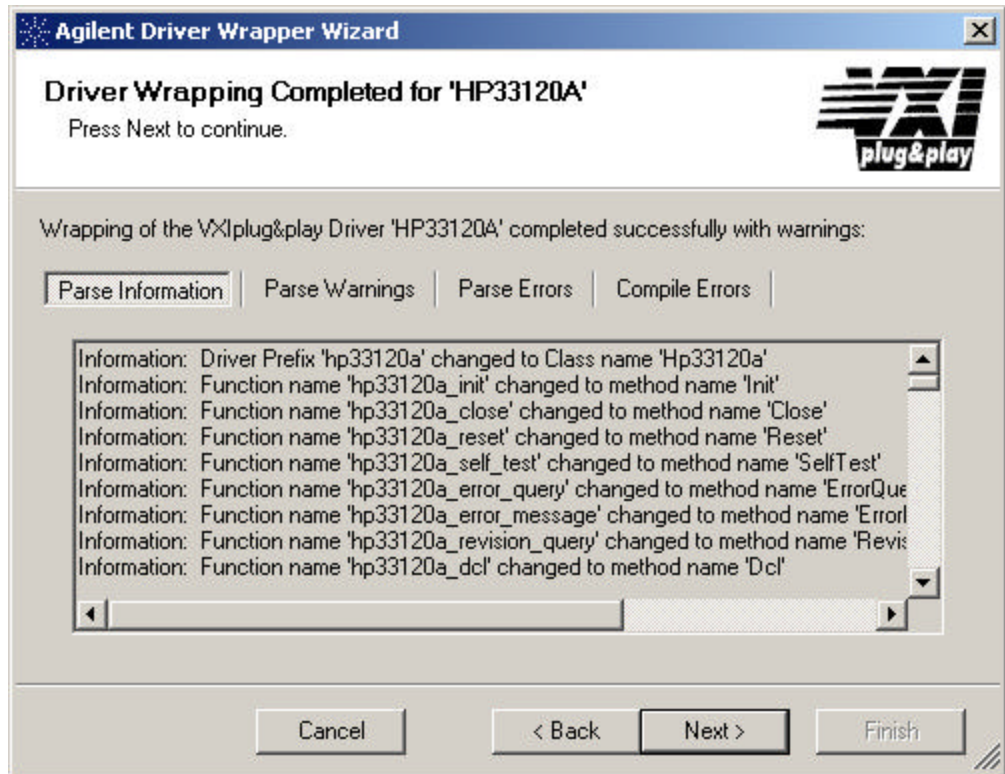 Agilent Driver Wrapper Wizard
Driver Wrapping Completed for 'HP33120A'
Press Next to continue.
VXI
plug&play
Wrapping of the VXIplug&play Driver 'HP33120A' completed successfully with warnings:
Parse Information Parse Warnings Parse Errors Compile Errors
Information: Driver Prefix 'hp33120a' changed to Class name 'Hp33120a'
Information: Function name 'hp33120a_init' changed to method name 'Init'
Information: Function name 'hp33120a_close' changed to method name 'Close'
Information: Function name 'hp33120a_reset' changed to method name 'Reset'
Information: Function name 'hp33120a_self_test' changed to method name 'SelfTest'
Information: Function name 'hp33120a_error_query' changed to method name 'ErrorQue
Information: Function name 'hp33120a_error_message' changed to method name 'Error
Information: Function name 'hp33120a_revision_query' changed to method name 'Revis
Information: Function name 'hp33120a_dcl' changed to method name 'Dcl'
Cancel < Back Next > Finish